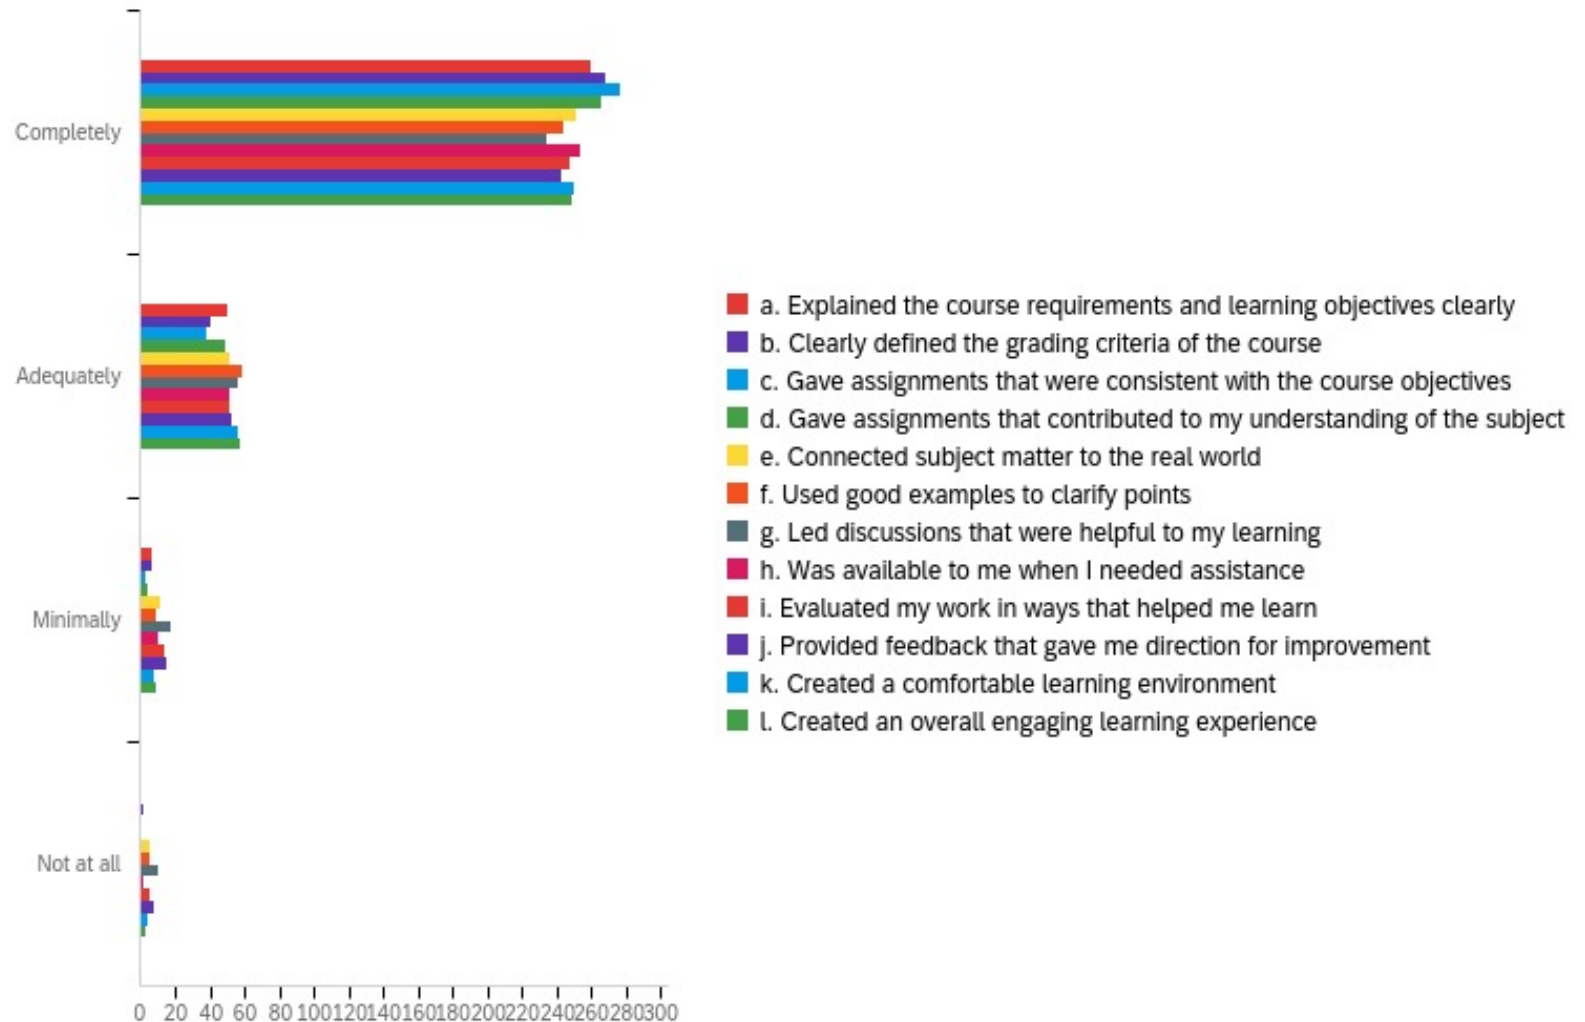 Completely
Adequately
Minimally
Not at all
0 20 40 60 80 100 120 140 160 180 200 220 240 260 280 300
a. Explained the course requirements and learning objectives clearly
b. Clearly defined the grading criteria of the course
c. Gave assignments that were consistent with the course objectives
d. Gave assignments that contributed to my understanding of the subject
e. Connected subject matter to the real world
f. Used good examples to clarify points
g. Led discussions that were helpful to my learning
h. Was available to me when I needed assistance
i. Evaluated my work in ways that helped me learn
j. Provided feedback that gave me direction for improvement
k. Created a comfortable learning environment
l. Created an overall engaging learning experience